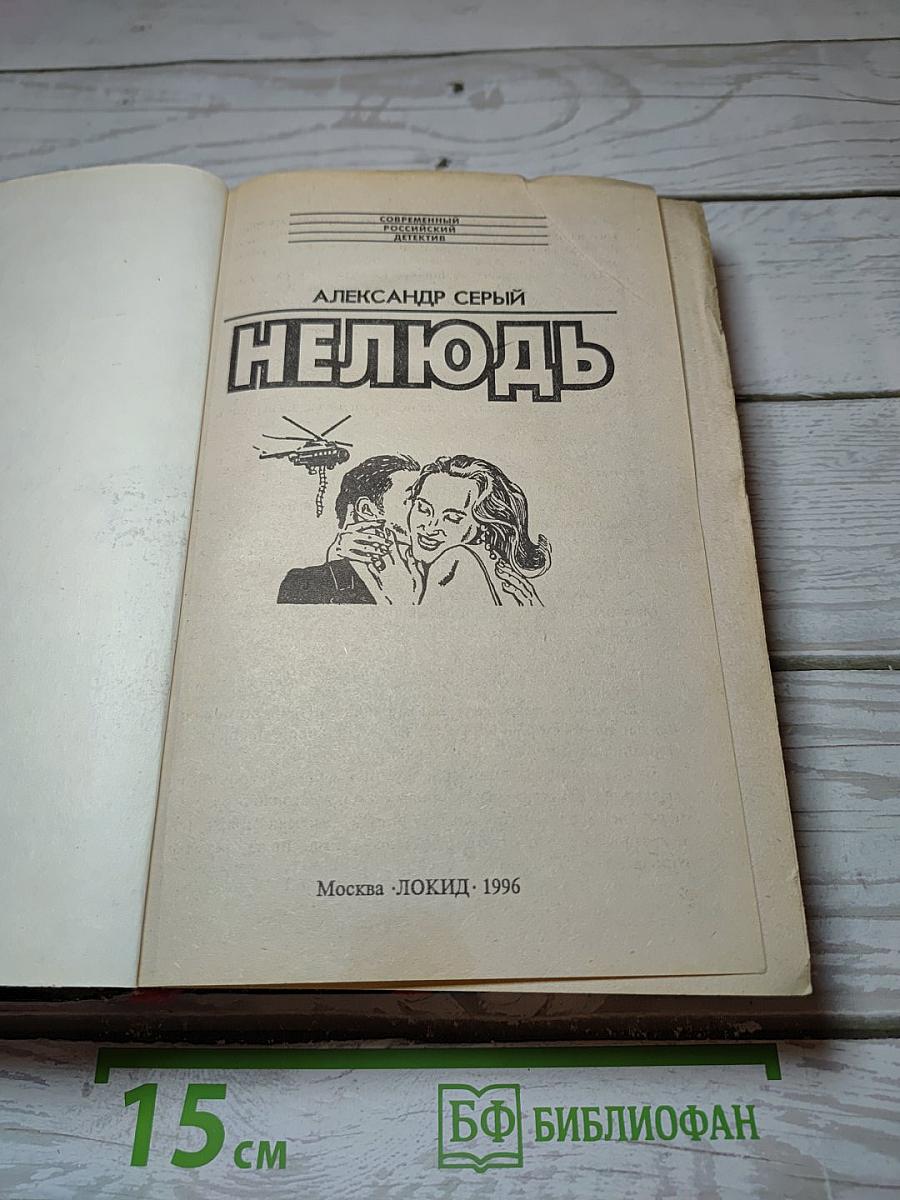 СОВРЕМЕННЫЙ
РОССИЙСКИЙ
ДЕТЕКТИВ
АЛЕКСАНДР СЕРЫЙ
НЕЛЮДЬ
Москва ·ЛОКИД· 1996
15 см
БФ БИБЛИОФАН